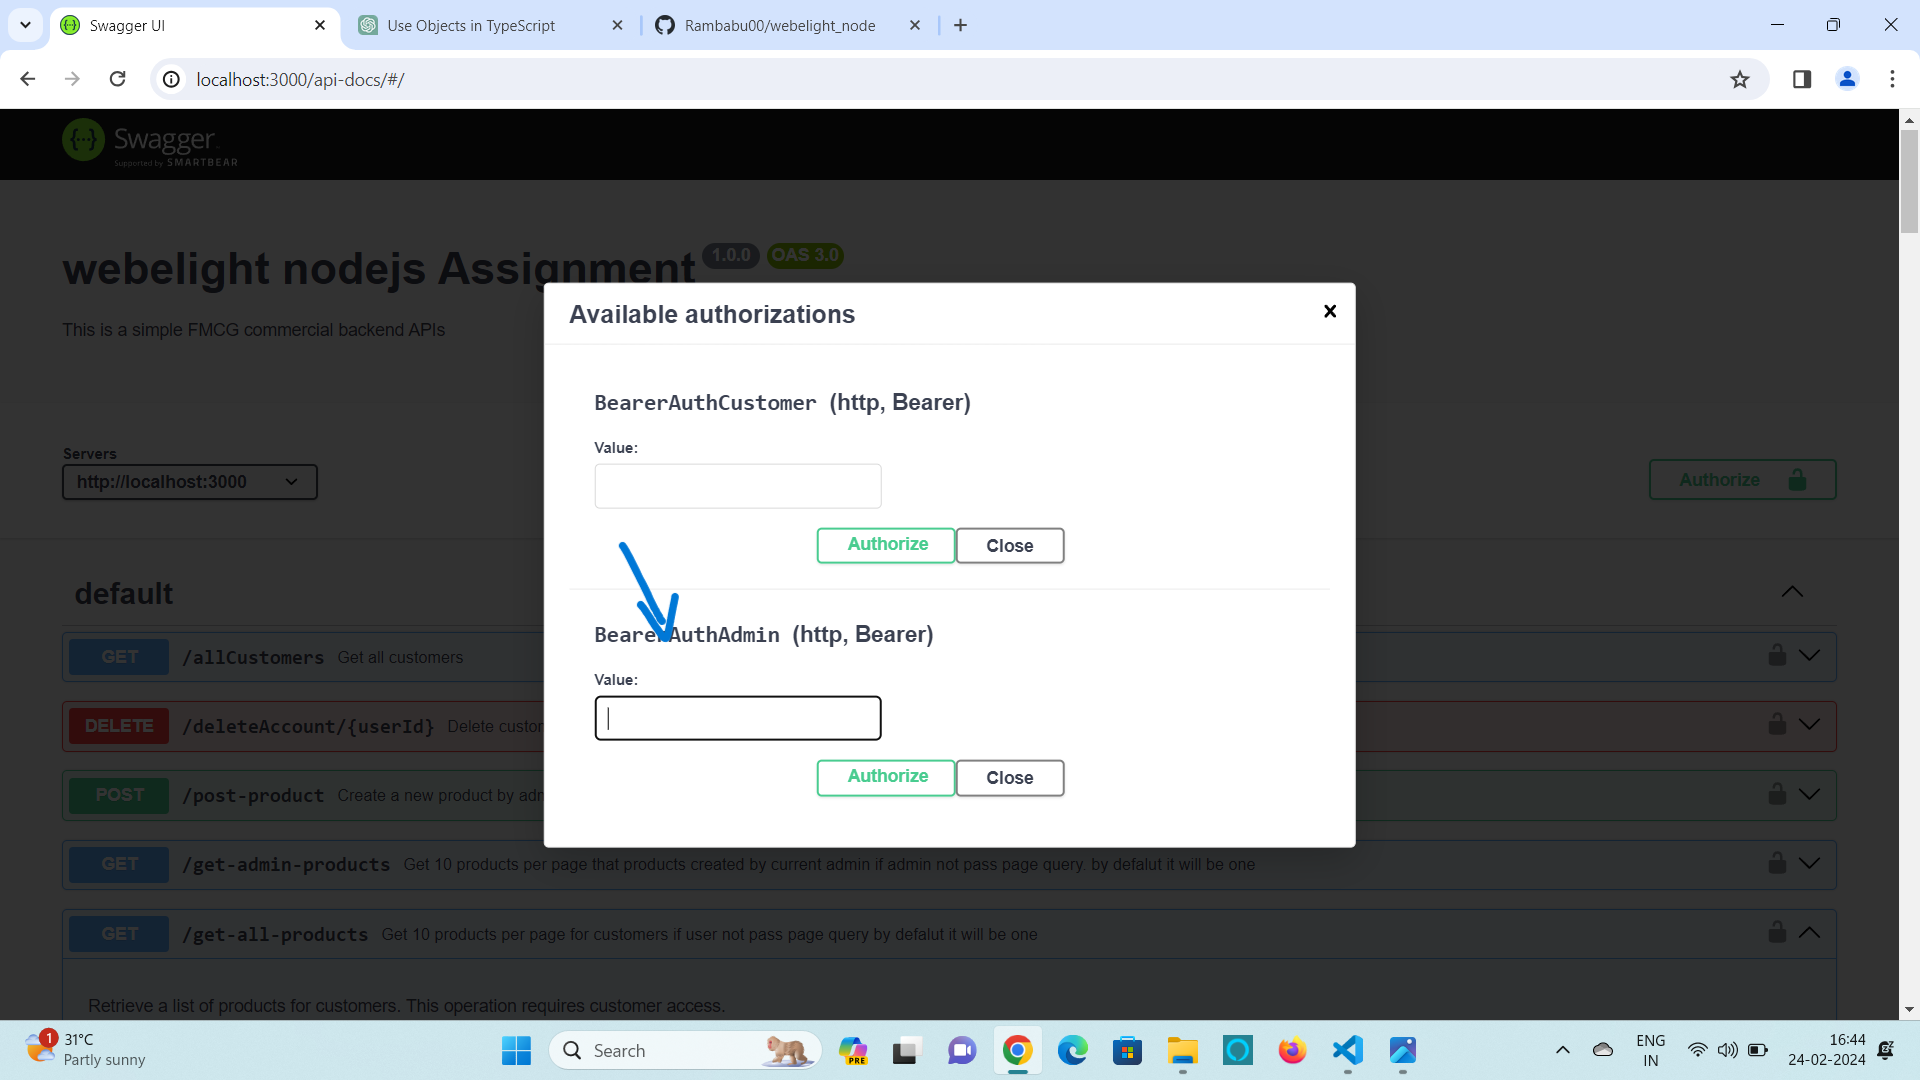 Swagger UI
Use Objects in TypeScript
Rambabu00/webelight_node
localhost:3000/api-docs/#/
Swagger
Supported by SMARTBEAR
webelight nodejs Assignment 1.0.0 OAS 3.0
This is a simple FMCG commercial backend APIs
Available authorizations
BearerAuthCustomer (http, Bearer)
Value:
Authorize Close
BearerAuthAdmin (http, Bearer)
Value:
Authorize Close
Servers
http://localhost:3000
Authorize
default
GET /allCustomers Get all customers
DELETE /deleteAccount/{userId} Delete
POST /post-product Create a new product by
GET /get-admin-products Get 10 products per page that products created by current admin if admin not pass page query. by defalut it will be one
GET /get-all-products Get 10 products per page for customers if user not pass page query by defalut it will be one
Retrieve a list of products for customers. This operation requires customer access.
1
31°C
Partly sunny
Search
PRE
ENG
IN
16:44
24-02-2024